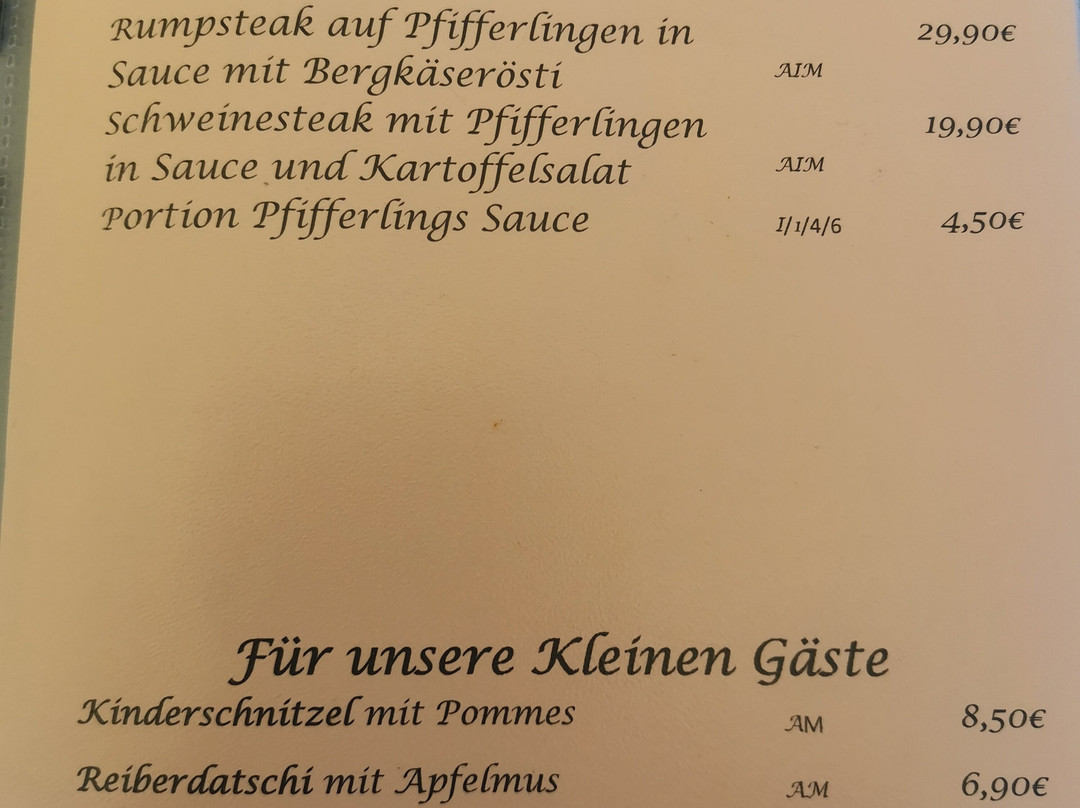 Rumpsteak auf Pfifferlingen in 29,90€
Sauce mit Bergkäserösti AIM
Schweinesteak mit Pfifferlingen 19,90€
in Sauce und Kartoffelsalat AIM
Portion Pfifferlings Sauce I/1/4/6 4,50€
Für unsere Kleinen Gäste
Kinderschnitzel mit Pommes AM 8,50€
Reiberdatschi mit Apfelmus AM 6,90€